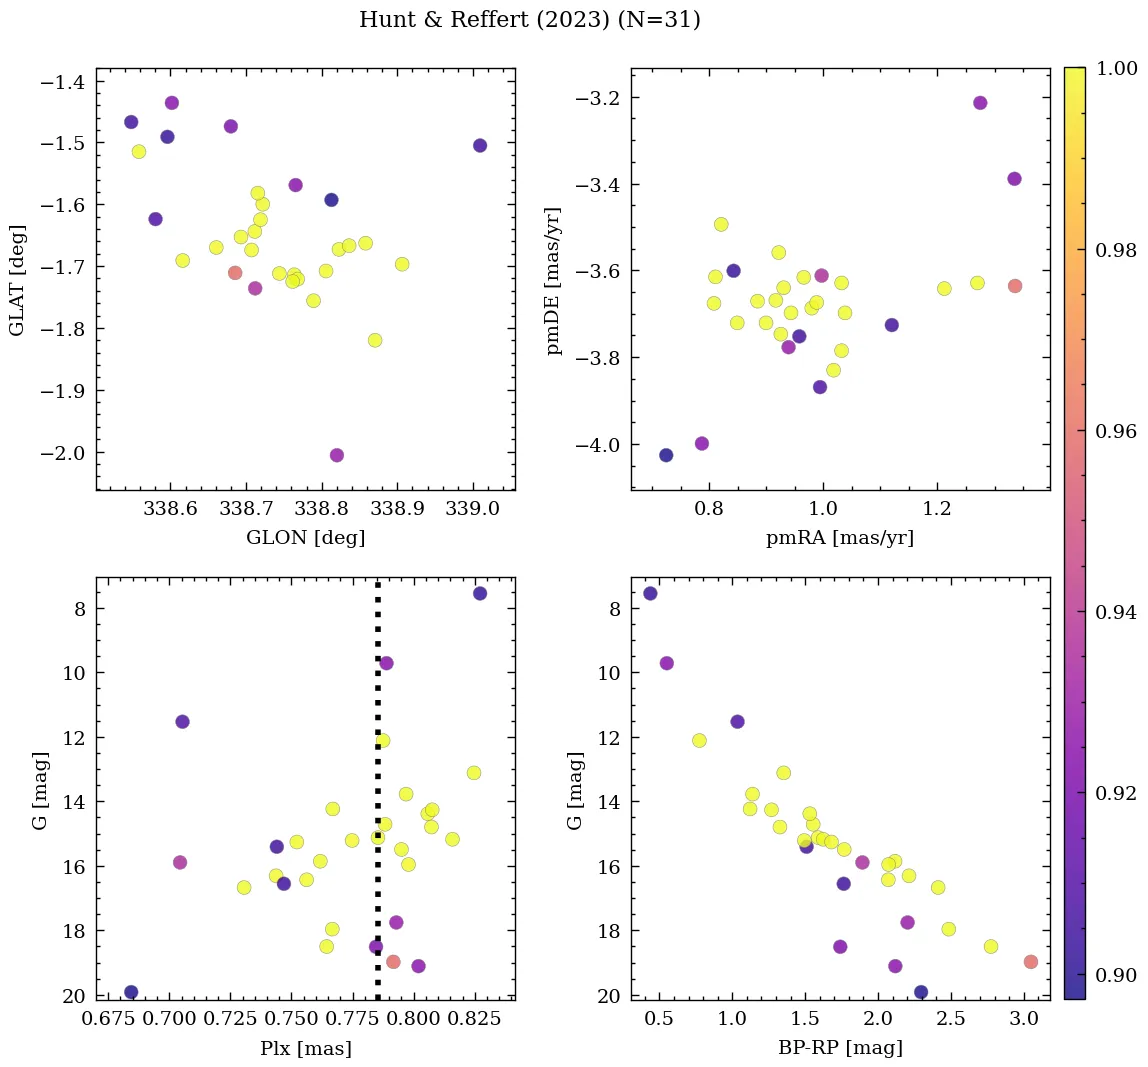 Hunt & Reffert (2023) (N=31)
−1.4
−1.5
−1.6
−1.7
−1.8
−1.9
−2.0
GLAT [deg]
338.6 338.7 338.8 338.9 339.0
GLON [deg]
−3.2
−3.4
−3.6
−3.8
−4.0
pmDE [mas/yr]
0.8 1.0 1.2
pmRA [mas/yr]
1.00
0.98
0.96
0.94
0.92
0.90
8
10
12
14
16
18
20
G [mag]
0.675 0.700 0.725 0.750 0.775 0.800 0.825
Plx [mas]
8
10
12
14
16
18
20
G [mag]
0.5 1.0 1.5 2.0 2.5 3.0
BP-RP [mag]